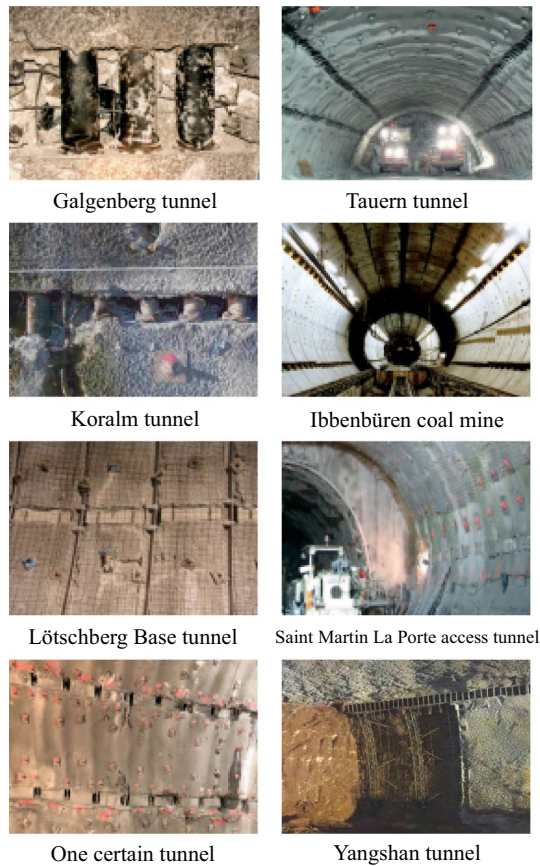 Galgenberg tunnel
Tauern tunnel
Koralm tunnel
Ibbenbüren coal mine
Lötschberg Base tunnel
Saint Martin La Porte access tunnel
One certain tunnel
Yangshan tunnel